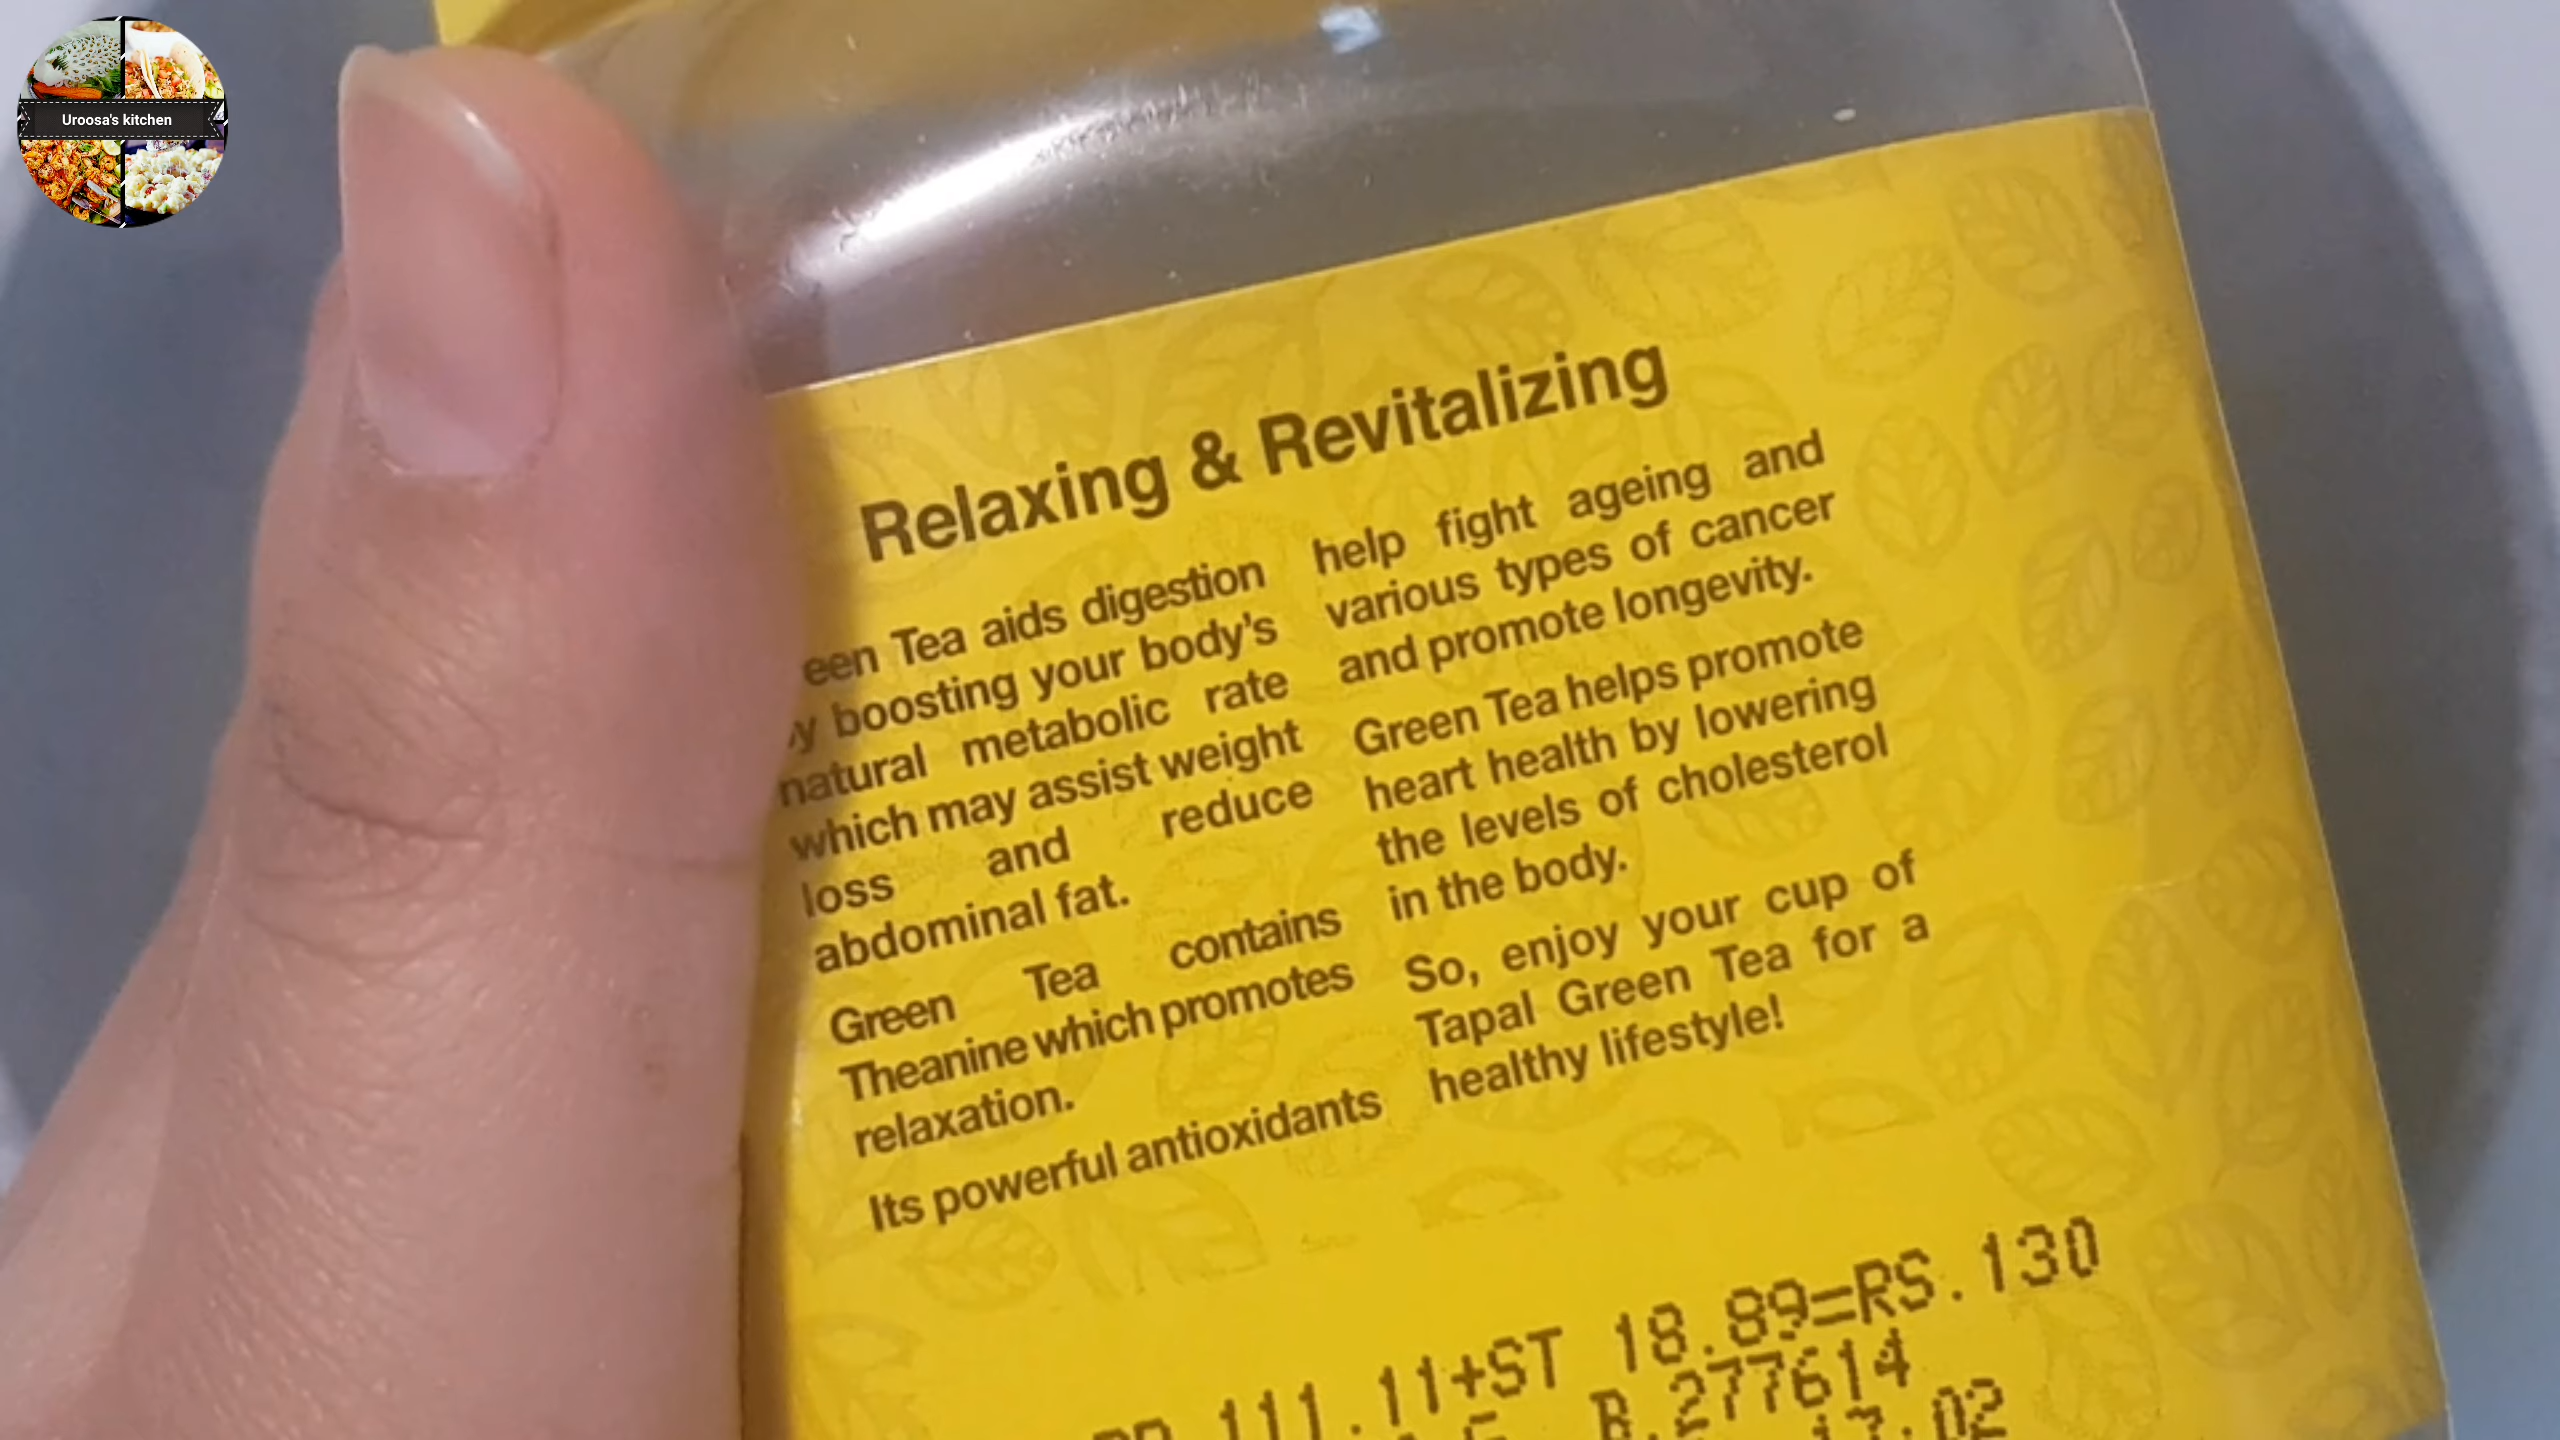 Uroosa's kitchen
Relaxing & Revitalizing
een Tea aids digestion
y boosting your body's
natural metabolic rate
which may assist weight
loss and reduce
abdominal fat.
Green Tea contains
Theanine which promotes
relaxation.
Its powerful antioxidants
help fight ageing and
various types of cancer
and promote longevity.
Green Tea helps promote
heart health by lowering
the levels of cholesterol
in the body.
So, enjoy your cup of
Tapal Green Tea for a
healthy lifestyle!
111.11+ST 18.89=RS.130
B.277614
17.02